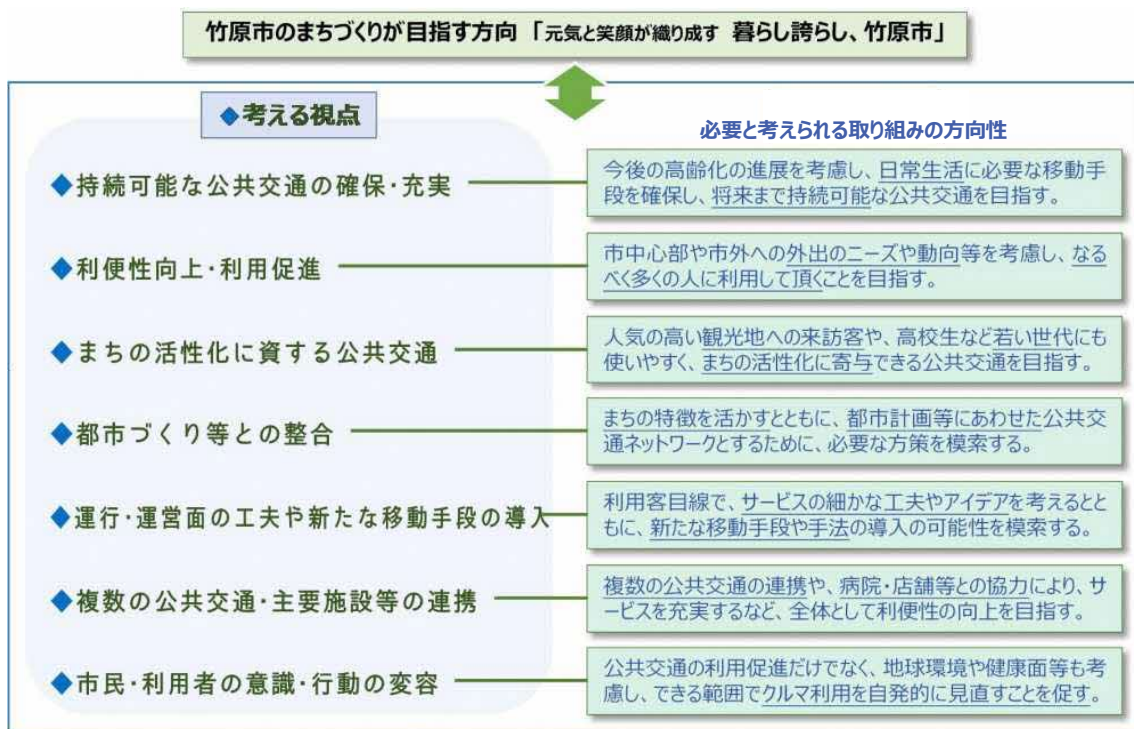 竹原市のまちづくりが目指す方向 「元気と笑顔が織り成す 暮らし誇らし、竹原市」
◆考える視点
必要と考えられる取り組みの方向性
◆持続可能な公共交通の確保・充実
今後の高齢化の進展を考慮し、日常生活に必要な移動手
段を確保し、将来まで持続可能な公共交通を目指す。
◆利便性向上・利用促進
市中心部や市外への外出のニーズや動向等を考慮し、なる
べく多くの人に利用して頂くことを目指す。
◆まちの活性化に資する公共交通
人気の高い観光地への来訪客や、高校生など若い世代にも
使いやすく、まちの活性化に寄与できる公共交通を目指す。
◆都市づくり等との整合
まちの特徴を活かすとともに、都市計画等にあわせた公共交
通ネットワークとするために、必要な方策を模索する。
◆運行・運営面の工夫や新たな移動手段の導入
利用客目線で、サービスの細かな工夫やアイデアを考えるとと
もに、新たな移動手段や手法の導入の可能性を模索する。
◆複数の公共交通・主要施設等の連携
複数の公共交通の連携や、病院・店舗等との協力により、サ
ービスを充実するなど、全体として利便性の向上を目指す。
◆市民・利用者の意識・行動の変容
公共交通の利用促進だけでなく、地球環境や健康面等も考
慮し、できる範囲でクルマ利用を自発的に見直すことを促す。